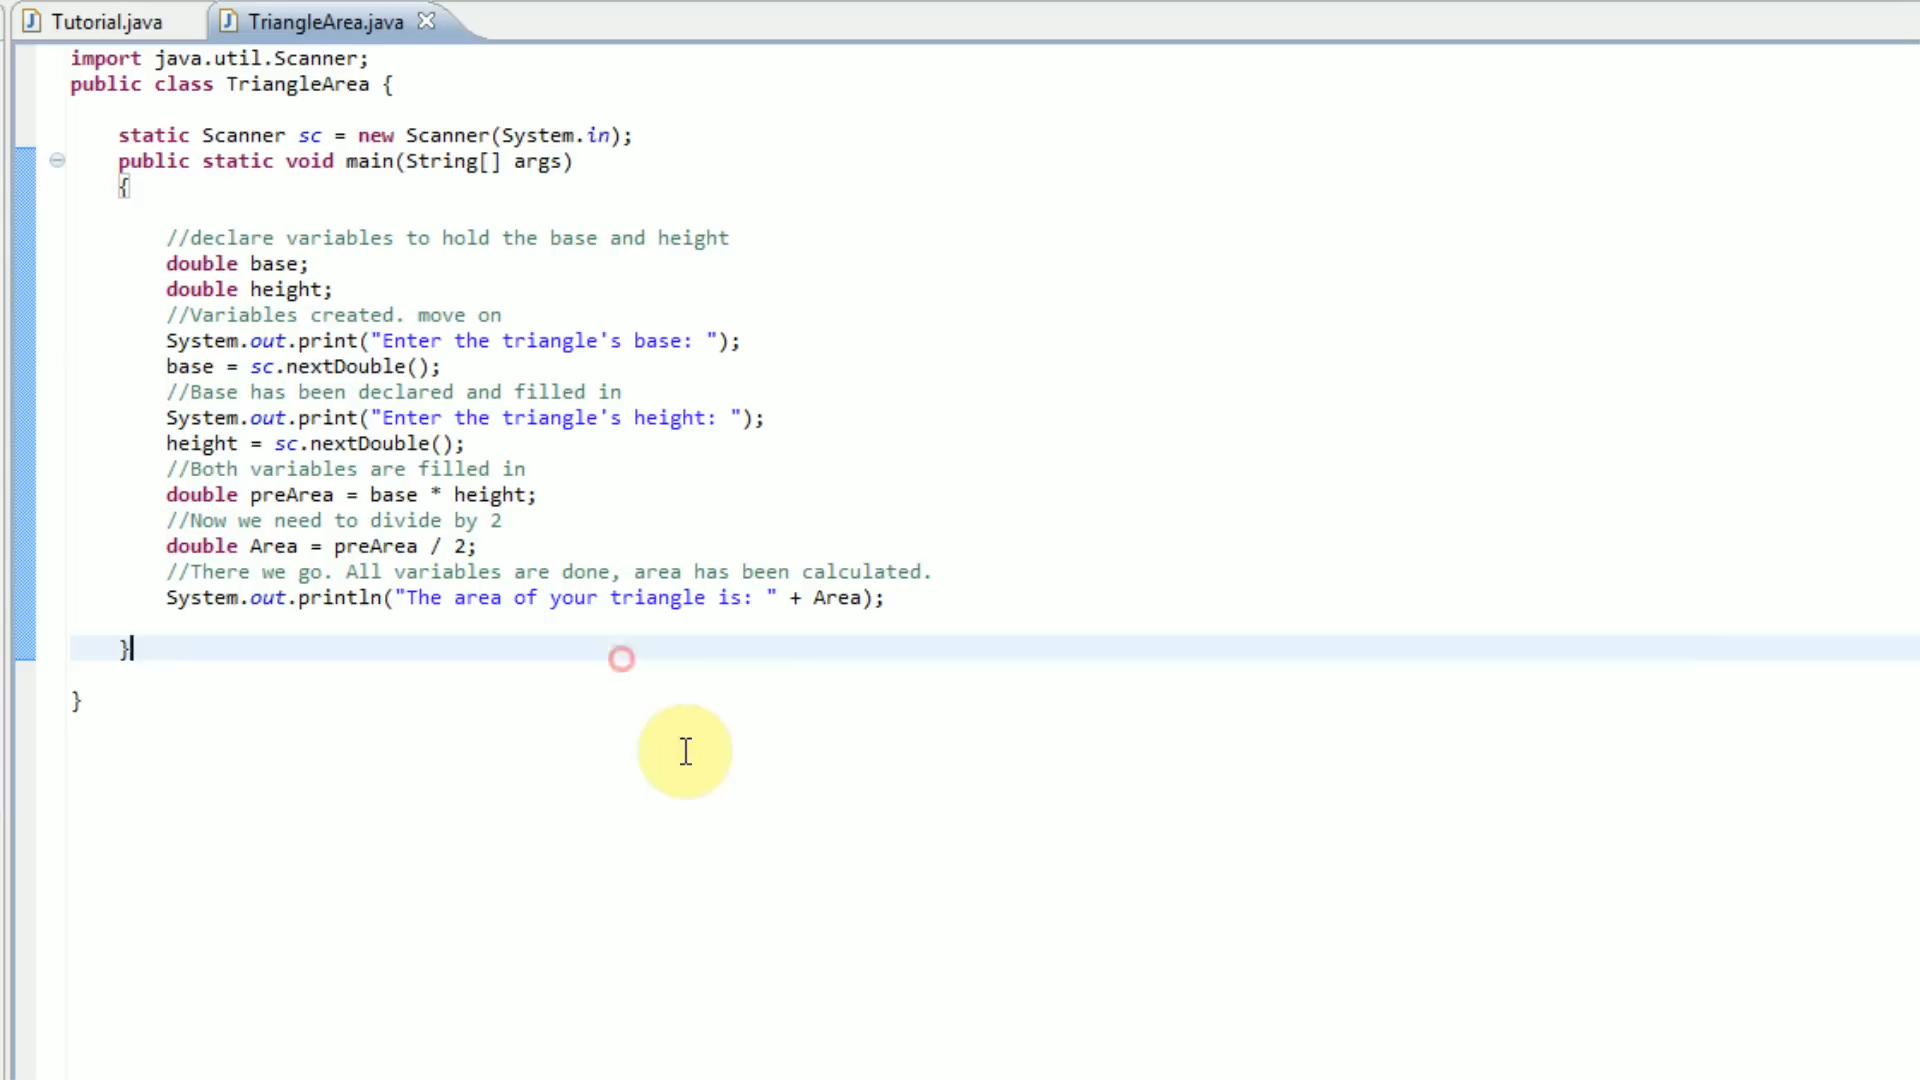 Tutorial.java
TriangleArea.java
import java.util.Scanner;
public class TriangleArea {
static Scanner sc = new Scanner(System.in);
public static void main(String[] args)
{
//declare variables to hold the base and height
double base;
double height;
//Variables created. move on
System.out.print("Enter the triangle's base: ");
base = sc.nextDouble();
//Base has been declared and filled in
System.out.print("Enter the triangle's height: ");
height = sc.nextDouble();
//Both variables are filled in
double preArea = base * height;
//Now we need to divide by 2
double Area = preArea / 2;
//There we go. All variables are done, area has been calculated.
System.out.println("The area of your triangle is: " + Area);
}
}